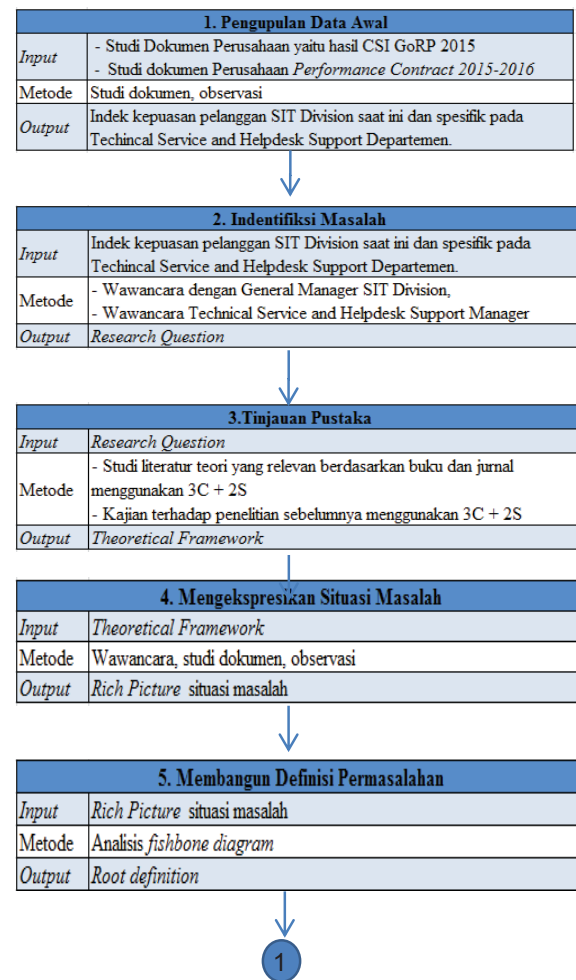 1. Pengupulan Data Awal
Input
- Studi Dokumen Perusahaan yaitu hasil CSI GoRP 2015
- Studi dokumen Perusahaan Performance Contract 2015-2016
Metode Studi dokumen, observasi
Output
Indek kepuasan pelanggan SIT Division saat ini dan spesifik pada
Techincal Service and Helpdesk Support Departemen.
2. Indentifiksi Masalah
Input
Indek kepuasan pelanggan SIT Division saat ini dan spesifik pada
Techincal Service and Helpdesk Support Departemen.
Metode
- Wawancara dengan General Manager SIT Division,
- Wawancara Technical Service and Helpdesk Support Manager
Output Research Question
3.Tinjauan Pustaka
Input Research Question
Metode
- Studi literatur teori yang relevan berdasarkan buku dan jurnal
menggunakan 3C + 2S
- Kajian terhadap penelitian sebelumnya menggunakan 3C + 2S
Output Theoretical Framework
4. Mengekspresikan Situasi Masalah
Input Theoretical Framework
Metode Wawancara, studi dokumen, observasi
Output Rich Picture situasi masalah
5. Membangun Definisi Permasalahan
Input Rich Picture situasi masalah
Metode Analisis fishbone diagram
Output Root definition
1